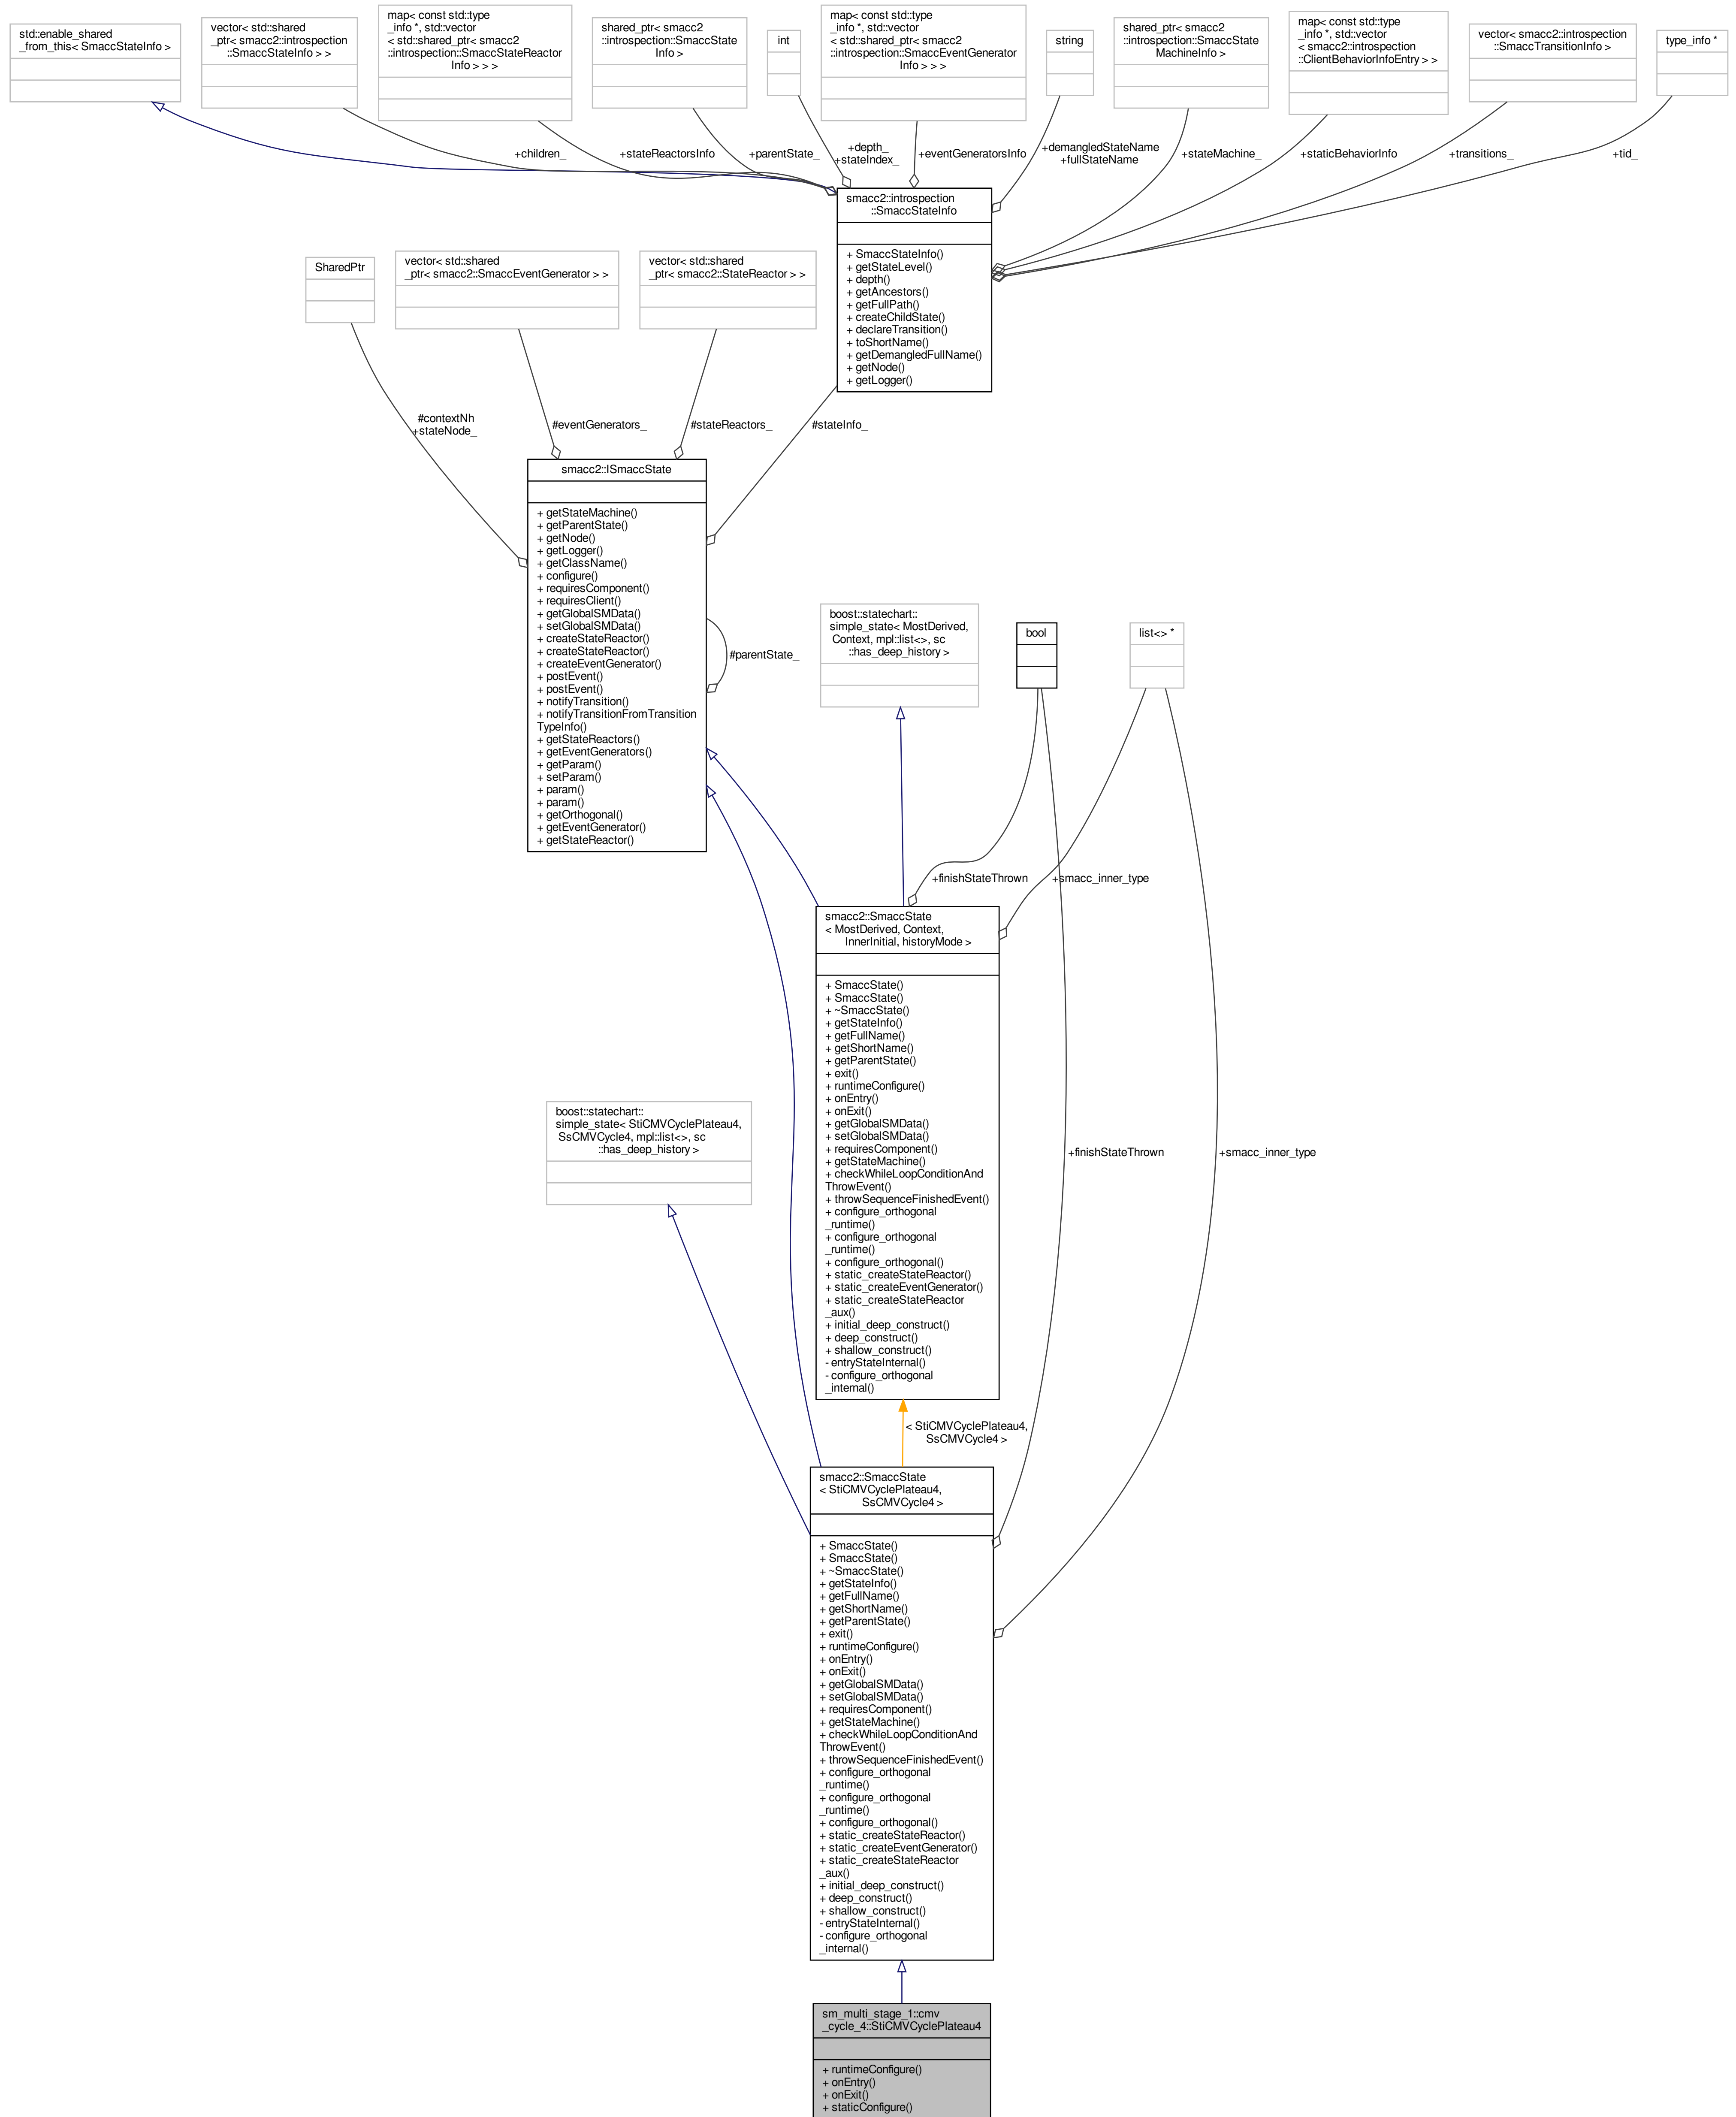 std::enable_shared
_from_this< SmaccStateInfo >
vector< std::shared
_ptr< smacc2::introspection
::SmaccStateInfo > >
map< const std::type
_info *, std::vector
< std::shared_ptr< smacc2
::introspection::SmaccStateReactor
Info > > >
shared_ptr< smacc2
::introspection::SmaccState
Info >
int
map< const std::type
_info *, std::vector
< std::shared_ptr< smacc2
::introspection::SmaccEventGenerator
Info > > >
string
shared_ptr< smacc2
::introspection::SmaccState
MachineInfo >
map< const std::type
_info *, std::vector
< smacc2::introspection
::ClientBehaviorInfoEntry > >
vector< smacc2::introspection
::SmaccTransitionInfo >
type_info *
+children_
+stateReactorsInfo
+parentState_
+depth_
+stateIndex_
+eventGeneratorsInfo
+demangledStateName
+fullStateName
+stateMachine_
+staticBehaviorInfo
+transitions_
+tid_
smacc2::introspection
::SmaccStateInfo
+ SmaccStateInfo()
+ getStateLevel()
+ depth()
+ getAncestors()
+ getFullPath()
+ createChildState()
+ declareTransition()
+ toShortName()
+ getDemangledFullName()
+ getNode()
+ getLogger()
SharedPtr
vector< std::shared
_ptr< smacc2::SmaccEventGenerator > >
vector< std::shared
_ptr< smacc2::StateReactor > >
#contextNh
+stateNode_
#eventGenerators_
#stateReactors_
#stateInfo_
smacc2::ISmaccState
+ getStateMachine()
+ getParentState()
+ getNode()
+ getLogger()
+ getClassName()
+ configure()
+ requiresComponent()
+ requiresClient()
+ getGlobalSMData()
+ setGlobalSMData()
+ createStateReactor()
+ createStateReactor()
+ createEventGenerator()
+ postEvent()
+ postEvent()
+ notifyTransition()
+ notifyTransitionFromTransition
TypeInfo()
+ getStateReactors()
+ getEventGenerators()
+ getParam()
+ setParam()
+ param()
+ param()
+ getOrthogonal()
+ getEventGenerator()
+ getStateReactor()
#parentState_
boost::statechart::
simple_state< MostDerived,
Context, mpl::list<>, sc
::has_deep_history >
bool
list<> *
+finishStateThrown
+smacc_inner_type
smacc2::SmaccState
< MostDerived, Context,
InnerInitial, historyMode >
+ SmaccState()
+ SmaccState()
+ ~SmaccState()
+ getStateInfo()
+ getFullName()
+ getShortName()
+ getParentState()
+ exit()
+ runtimeConfigure()
+ onEntry()
+ onExit()
+ getGlobalSMData()
+ setGlobalSMData()
+ requiresComponent()
+ getStateMachine()
+ checkWhileLoopConditionAnd
ThrowEvent()
+ throwSequenceFinishedEvent()
+ configure_orthogonal
_runtime()
+ configure_orthogonal
_runtime()
+ configure_orthogonal()
+ static_createStateReactor()
+ static_createEventGenerator()
+ static_createStateReactor
_aux()
+ initial_deep_construct()
+ deep_construct()
+ shallow_construct()
- entryStateInternal()
- configure_orthogonal
_internal()
boost::statechart::
simple_state< StiCMVCyclePlateau4,
SsCMVCycle4, mpl::list<>, sc
::has_deep_history >
+finishStateThrown
+smacc_inner_type
< StiCMVCyclePlateau4,
SsCMVCycle4 >
smacc2::SmaccState
< StiCMVCyclePlateau4,
SsCMVCycle4 >
+ SmaccState()
+ SmaccState()
+ ~SmaccState()
+ getStateInfo()
+ getFullName()
+ getShortName()
+ getParentState()
+ exit()
+ runtimeConfigure()
+ onEntry()
+ onExit()
+ getGlobalSMData()
+ setGlobalSMData()
+ requiresComponent()
+ getStateMachine()
+ checkWhileLoopConditionAnd
ThrowEvent()
+ throwSequenceFinishedEvent()
+ configure_orthogonal
_runtime()
+ configure_orthogonal
_runtime()
+ configure_orthogonal()
+ static_createStateReactor()
+ static_createEventGenerator()
+ static_createStateReactor
_aux()
+ initial_deep_construct()
+ deep_construct()
+ shallow_construct()
- entryStateInternal()
- configure_orthogonal
_internal()
sm_multi_stage_1::cmv
_cycle_4::StiCMVCyclePlateau4
+ runtimeConfigure()
+ onEntry()
+ onExit()
+ staticConfigure()